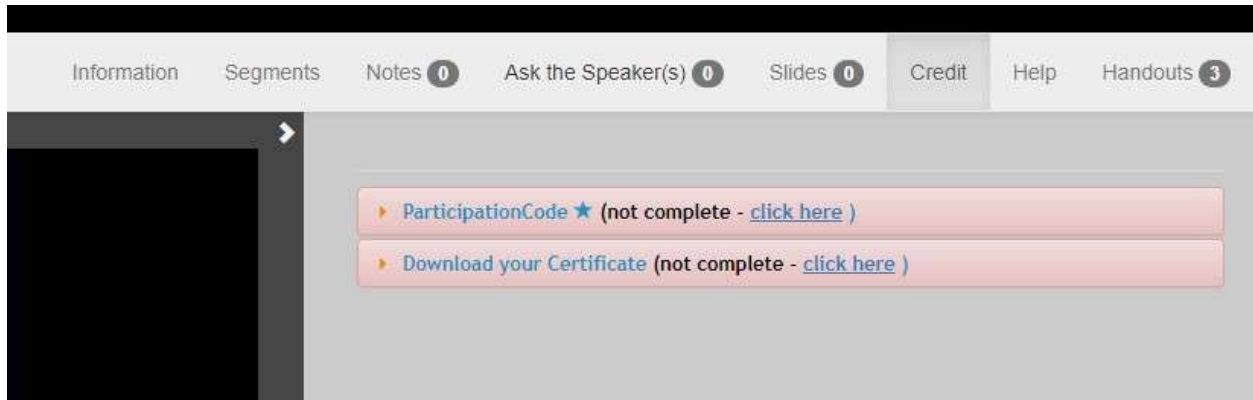 Information Segments Notes 0 Ask the Speaker(s) 0 Slides 0 Credit Help Handouts 3
ParticipationCode ★ (not complete - click here )
Download your Certificate (not complete - click here )